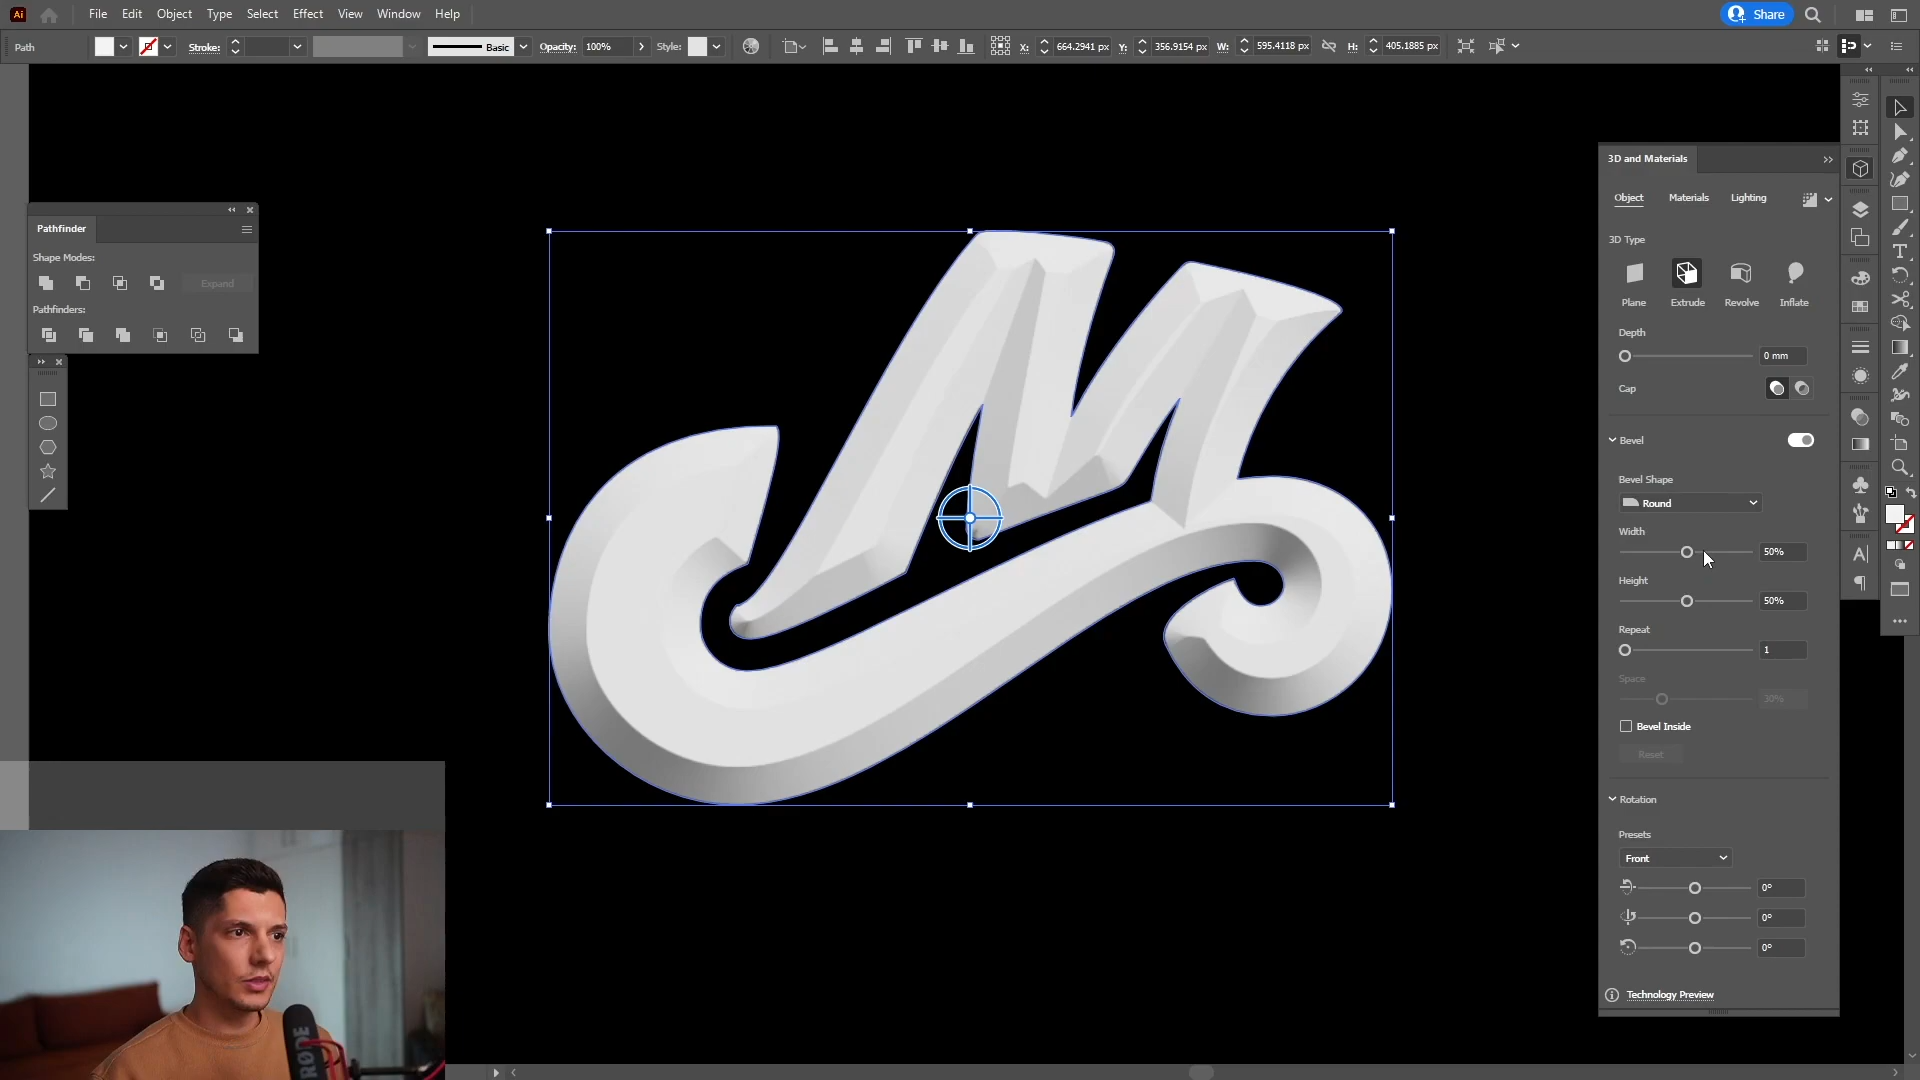 Ai File Edit Object Type Select Effect View Window Help Share
Path Stroke: Basic Opacity: 100% Style: X: 664.2941 px Y: 356.9154 px W: 595.4118 px H: 405.1885 px
Pathfinder
Shape Modes:
Expand
Pathfinders:
3D and Materials
Object Materials Lighting
3D Type
Plane Extrude Revolve Inflate
Depth
0 mm
Cap
Bevel
Bevel Shape
Round
Width
50%
Height
50%
Repeat
1
Space
30%
Bevel Inside
Reset
Rotation
Presets
Front
0°
0°
0°
Technology Preview
M
RØDE